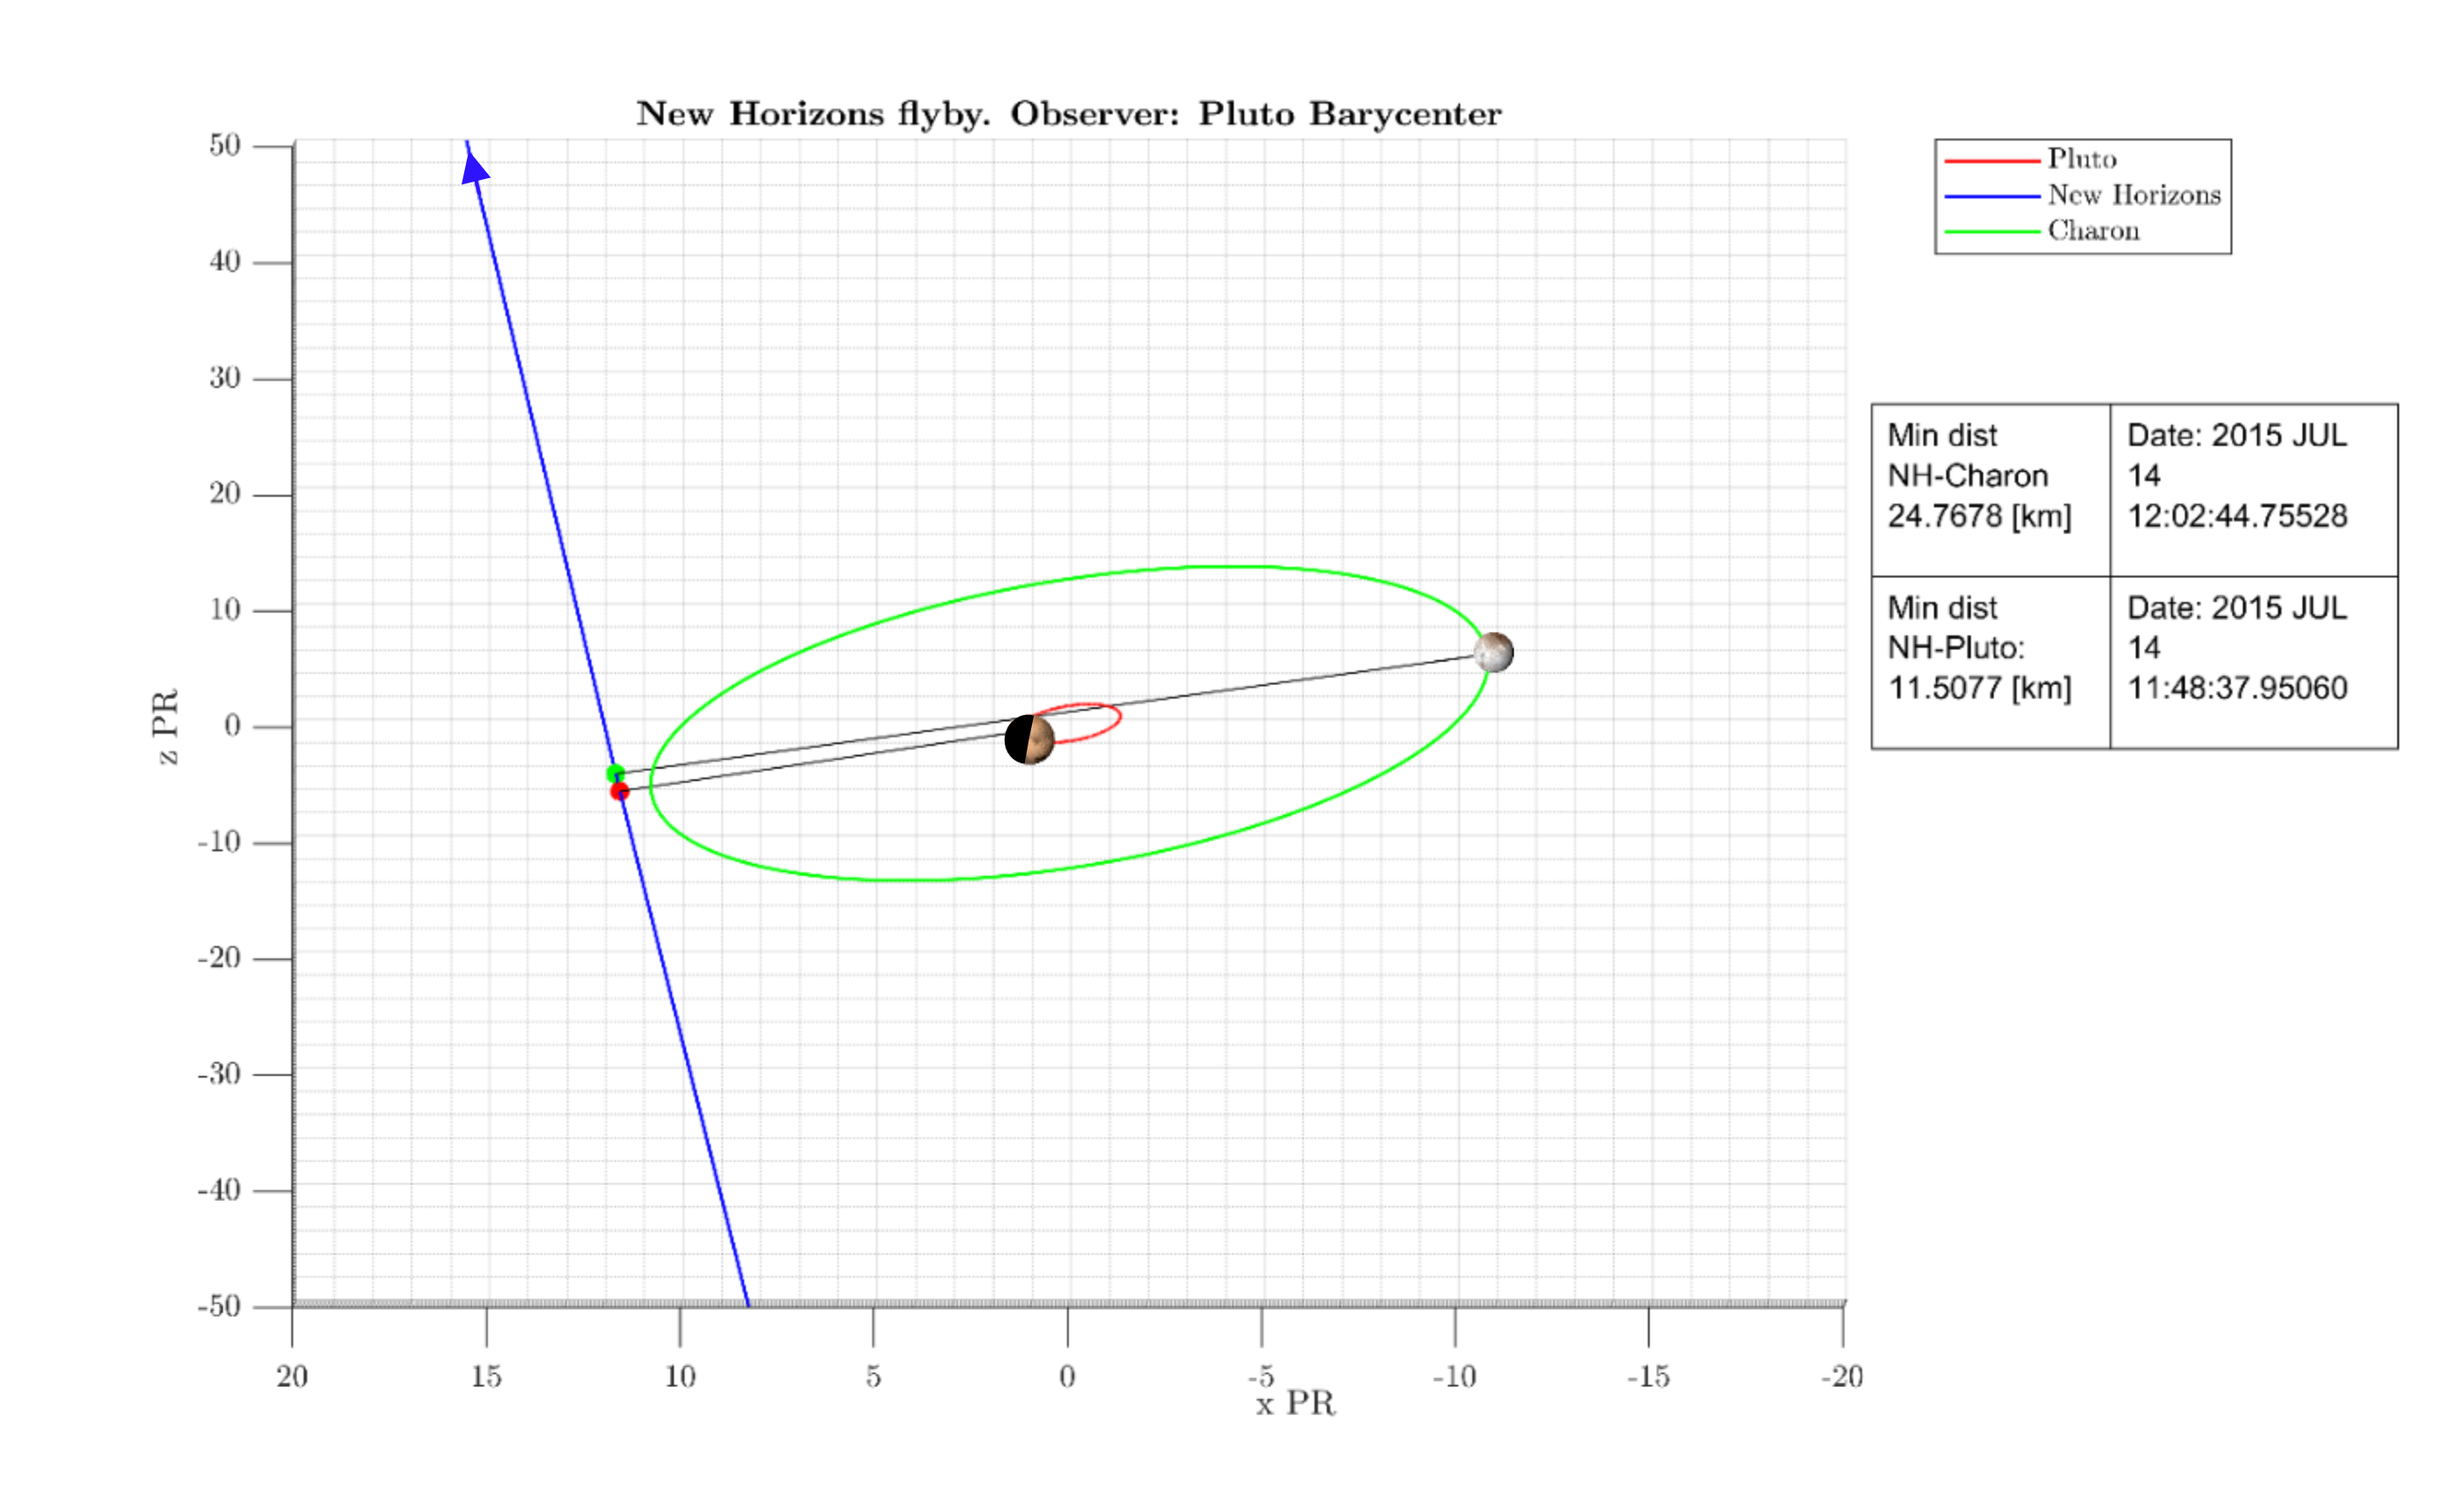 New Horizons flyby. Observer: Pluto Barycenter
Pluto
New Horizons
Charon
50
40
30
20
10
0
-10
-20
-30
-40
-50
z PR
20
15
10
5
0
-5
-10
-15
-20
x PR
Min dist
NH-Charon
24.7678 [km]
Date: 2015 JUL
14
12:02:44.75528
Min dist
NH-Pluto:
11.5077 [km]
Date: 2015 JUL
14
11:48:37.95060